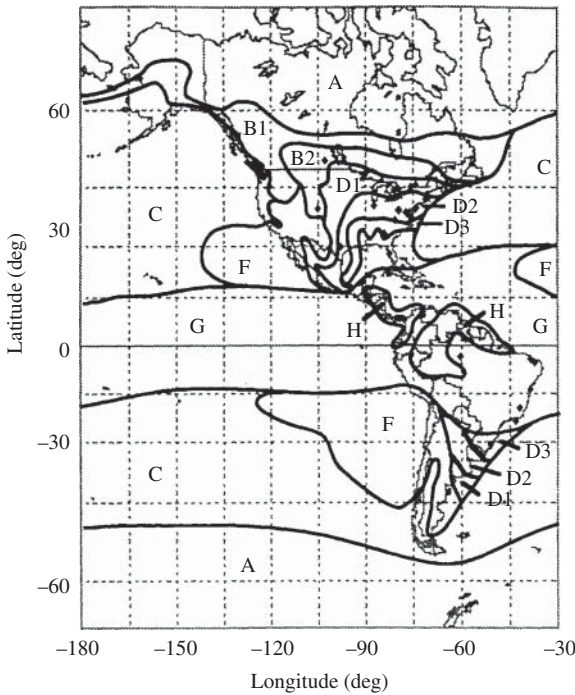 A
60
B1
B2
C
D1
C
D2
30
D3
F
F
H
G
H
G
0
F
−30
D3
C
D2
D1
A
−60
−180
−150
−120
−90
−60
−30
Longitude (deg)
Latitude (deg)